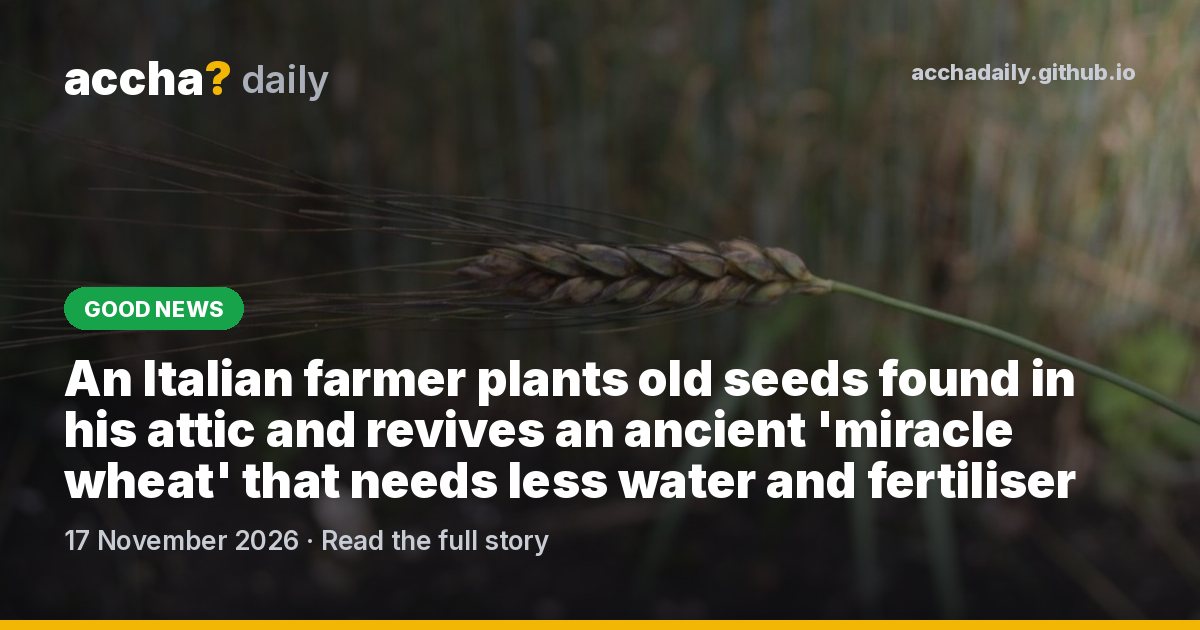 accha? daily
acchadaily.github.io
GOOD NEWS
An Italian farmer plants old seeds found in
his attic and revives an ancient 'miracle
wheat' that needs less water and fertiliser
17 November 2026 · Read the full story